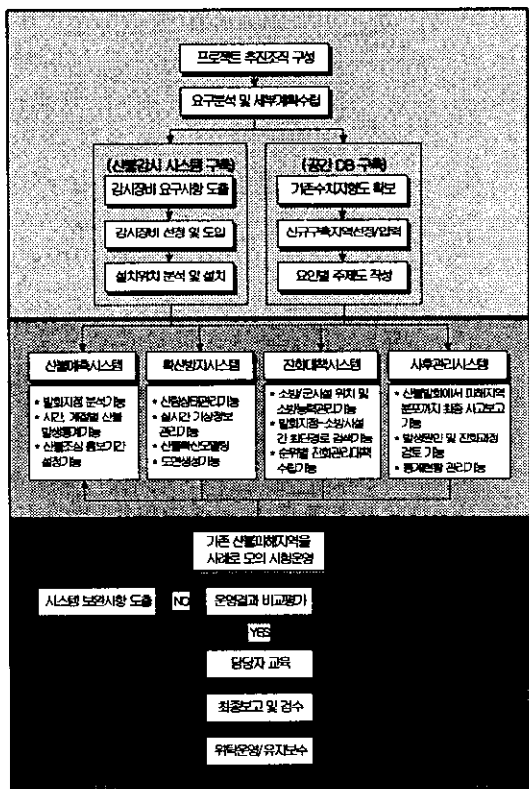 프로젝트 추진조직 구성
요구분석 및 세부계획수립
(산불감시 시스템 구축)
감시장비 요구사항 도출
감시장비 선정 및 도입
설치위치 분석 및 설치
(공간 DB 구축)
기존수치지형도 확보
신규구축지역선정/입력
요인별 주제도 작성
산불예측시스템
* 발화지점 분석기능
* 시간, 계절별 산불
발생통계기능
* 산불조심 홍보기간
설정기능
확산방지시스템
* 산림상태관리기능
* 실시간 기상정보
관리기능
* 산불확산모델링
* 도면생성기능
진화대책시스템
* 소방/군시설 위치 및
소방능력관리기능
* 발화지점-소방시설
간 최단경로 검색기능
* 순위별 진화관리대책
수립기능
사후관리시스템
* 산불발화에서 피해지역
분포까지 최종 사고보고
기능
* 발생원인 및 진화과정
검토 기능
* 통계현황 관리기능
기존 산불피해지역을
사례로 모의 시험운영
시스템 보완사항 도출
NO
운영결과 비교평가
YES
담당자 교육
최종보고 및 검수
위탁운영/유지보수